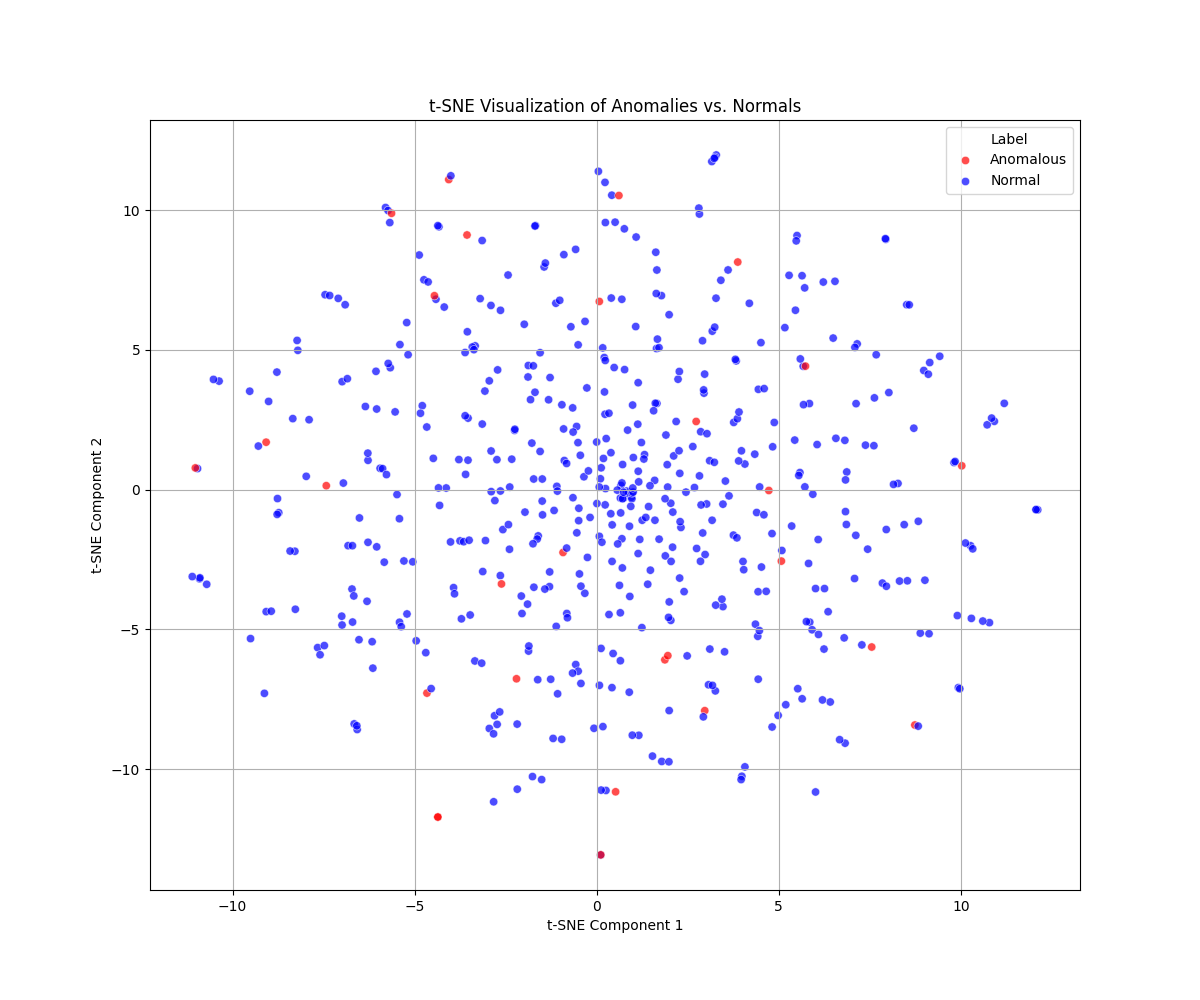 t-SNE Visualization of Anomalies vs. Normals
Label
Anomalous
Normal
10
5
0
−5
−10
t-SNE Component 2
−10
−5
0
5
10
t-SNE Component 1